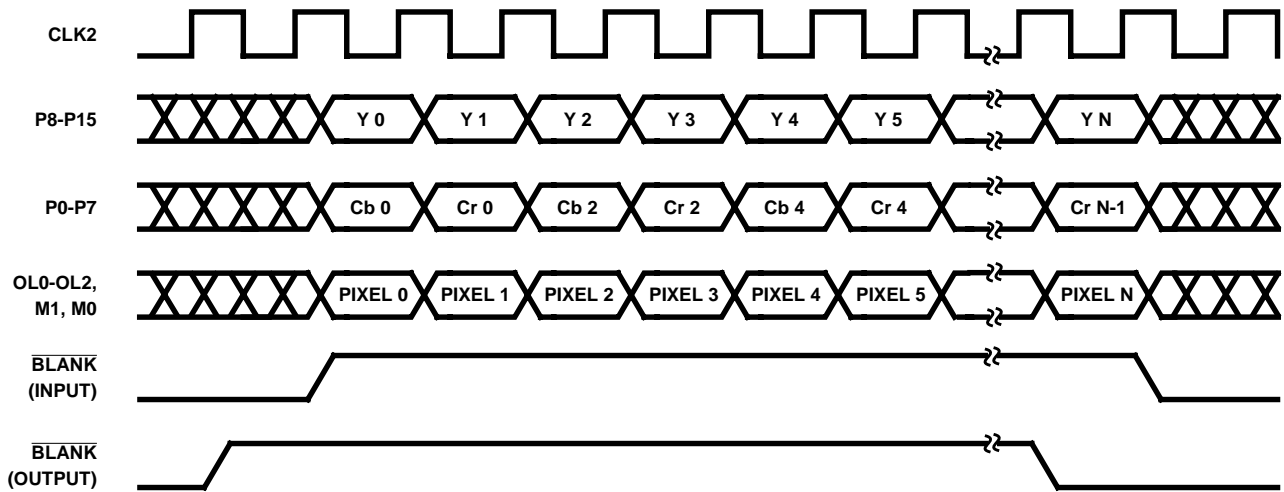 CLK2
P8-P15
Y 0 Y 1 Y 2 Y 3 Y 4 Y 5 Y N
P0-P7
Cb 0 Cr 0 Cb 2 Cr 2 Cb 4 Cr 4 Cr N-1
OL0-OL2,
M1, M0
PIXEL 0 PIXEL 1 PIXEL 2 PIXEL 3 PIXEL 4 PIXEL 5 PIXEL N
BLANK
(INPUT)
BLANK
(OUTPUT)